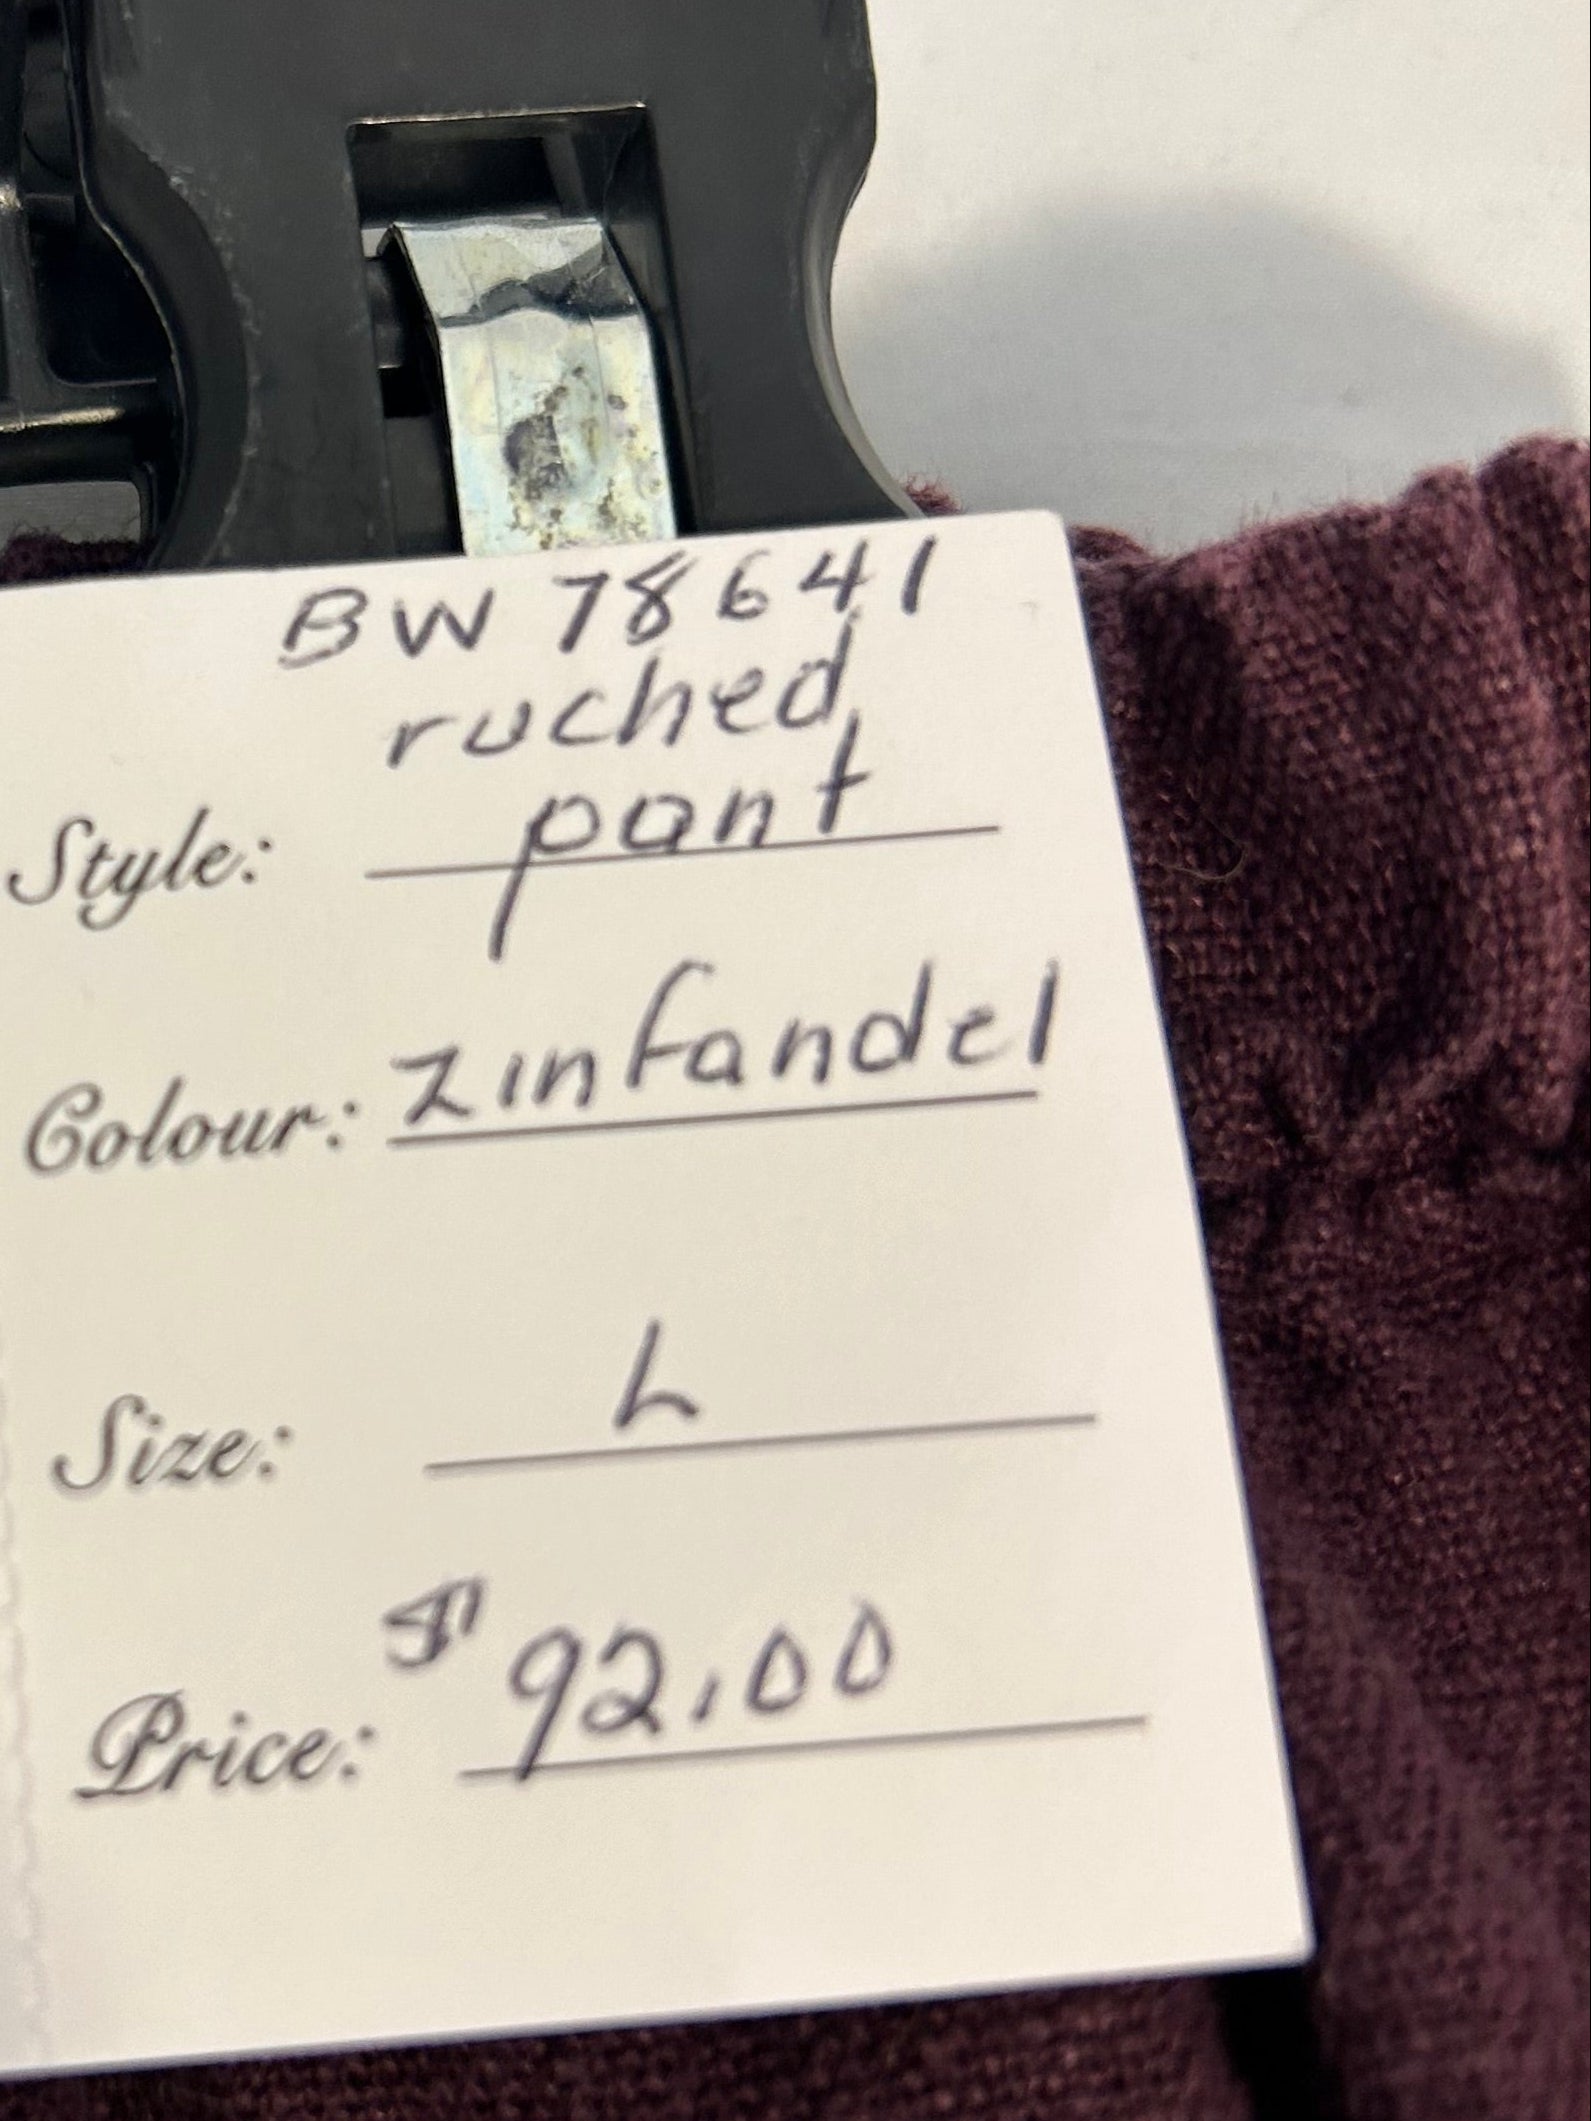 BW 78641
ruched
Style: pant
Colour: Zinfandel
Size: L
Price: $92.00